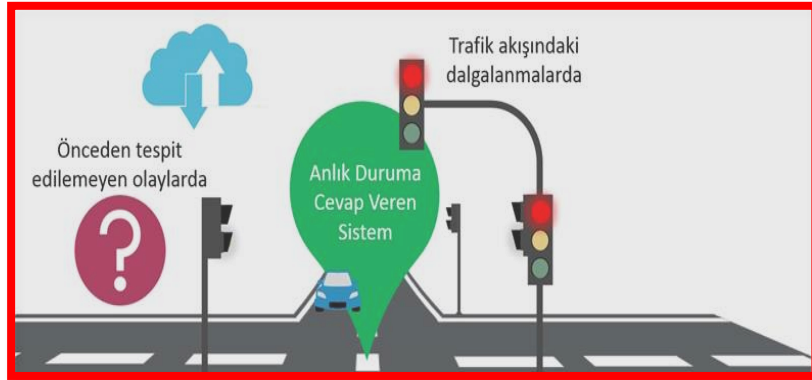 Trafik akışındaki
dalgalanmalarda
Önceden tespit
edilemeyen olaylarda
?
Anlık Duruma
Cevap Veren
Sistem